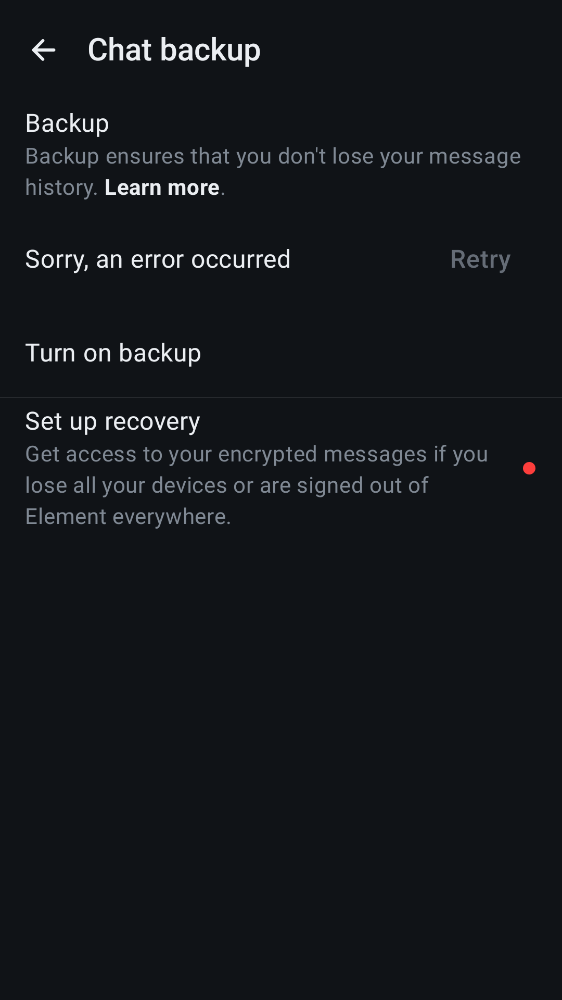 Chat backup
Backup
Backup ensures that you don't lose your message
history. Learn more.
Sorry, an error occurred
Retry
Turn on backup
Set up recovery
Get access to your encrypted messages if you
lose all your devices or are signed out of
Element everywhere.